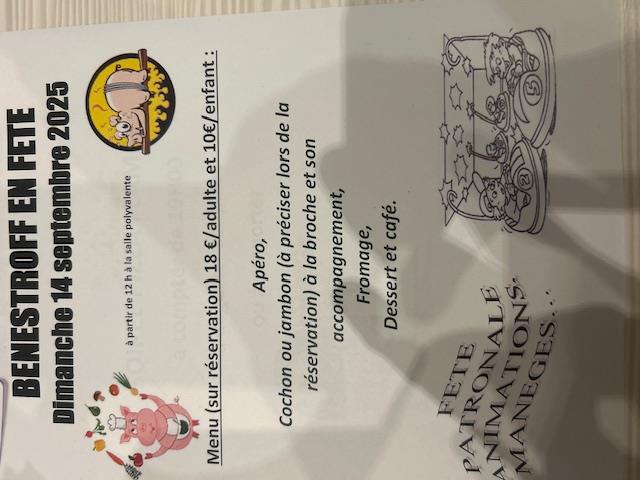 BENESTROFF EN FETE
Dimanche 14 septembre 2025
à partir de 12 h à la salle polyvalente
Menu (sur réservation) 18 €/adulte et 10€/enfant :
Apéro,
Cochon ou jambon (à préciser lors de la
réservation) à la broche et son
accompagnement,
Fromage,
Dessert et café.
FETE
PATRONALE
ANIMATIONS,
MANEGES...
5
2